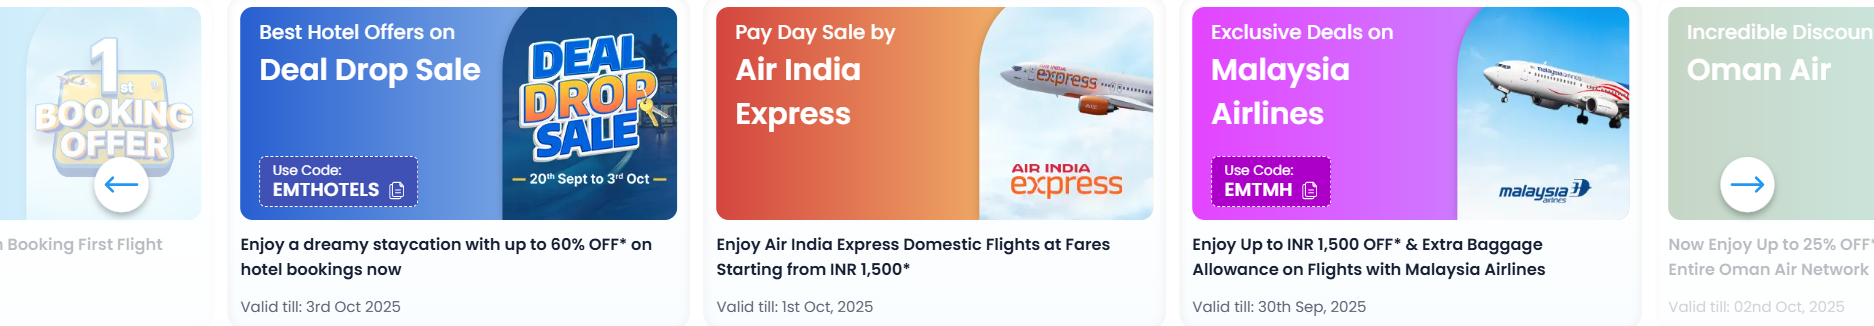 1st
BOOKING
OFFER
Booking First Flight
Best Hotel Offers on
Deal Drop Sale
Use Code:
EMTHOTELS
DEAL
DROP
SALE
20th Sept to 3rd Oct
Enjoy a dreamy staycation with up to 60% OFF* on
hotel bookings now
Valid till: 3rd Oct 2025
Pay Day Sale by
Air India
Express
AIR INDIA
express
AIR INDIA
express
Enjoy Air India Express Domestic Flights at Fares
Starting from INR 1,500*
Valid till: 1st Oct, 2025
Exclusive Deals on
Malaysia
Airlines
Use Code:
EMTMH
malaysia airlines
malaysia
airlines
Enjoy Up to INR 1,500 OFF* & Extra Baggage
Allowance on Flights with Malaysia Airlines
Valid till: 30th Sep, 2025
Incredible Discoun
Oman Air
Now Enjoy Up to 25% OFF*
Entire Oman Air Network
Valid till: 02nd Oct, 2025